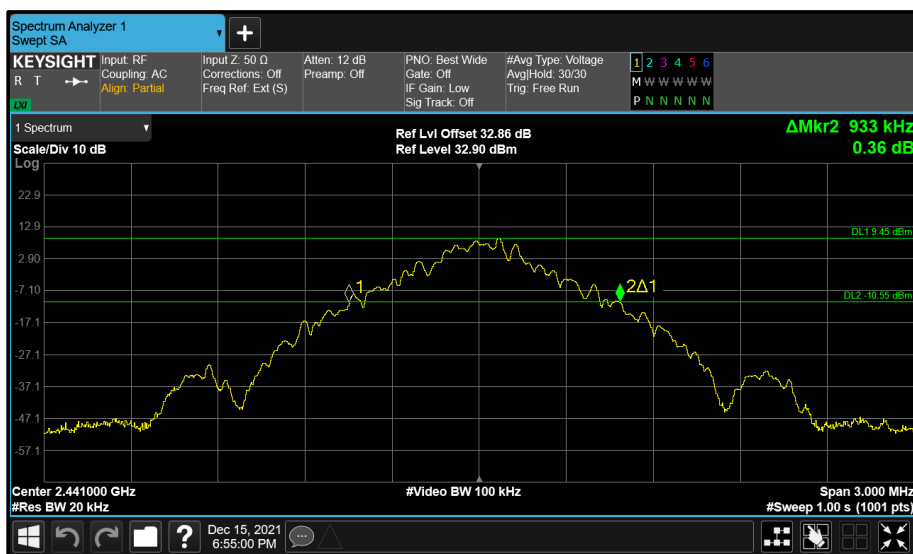 Spectrum Analyzer 1
Swept SA
KEYSIGHT
R T
LXI
Input: RF
Coupling: AC
Align: Partial
Input Z: 50 Ω
Corrections: Off
Freq Ref: Ext (S)
Atten: 12 dB
Preamp: Off
PNO: Best Wide
Gate: Off
IF Gain: Low
Sig Track: Off
#Avg Type: Voltage
Avg|Hold: 30/30
Trig: Free Run
1 2 3 4 5 6
M W W W W W
P N N N N N
1 Spectrum
Scale/Div 10 dB
Log
Ref Lvl Offset 32.86 dB
Ref Level 32.90 dBm
ΔMkr2 933 kHz
0.36 dB
22.9
12.9
DL1 9.45 dBm
2.90
-7.10
1
2Δ1
DL2 -10.55 dBm
-17.1
-27.1
-37.1
-47.1
-57.1
Center 2.441000 GHz
#Video BW 100 kHz
Span 3.000 MHz
#Res BW 20 kHz
#Sweep 1.00 s (1001 pts)
?
Dec 15, 2021
6:55:00 PM